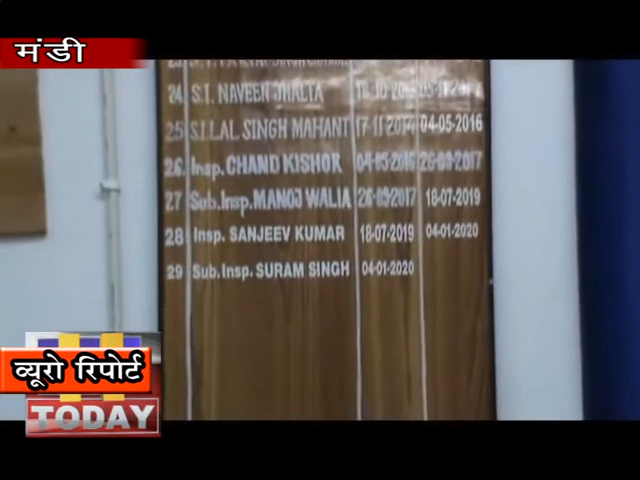 मंडी
24 S.I. NAVEEN JHALTA
25 S.I. LAL SINGH MAHANT 17-11-2014 04-05-2016
26 Insp. CHAND KISHOR 04-05-2016 26-09-2017
27 Sub. Insp. MANOJ WALIA 26-09-2017 18-07-2019
28 Insp. SANJEEV KUMAR 18-07-2019 04-01-2020
29 Sub. Insp. SURAM SINGH 04-01-2020
ब्यूरो रिपोर्ट
TODAY